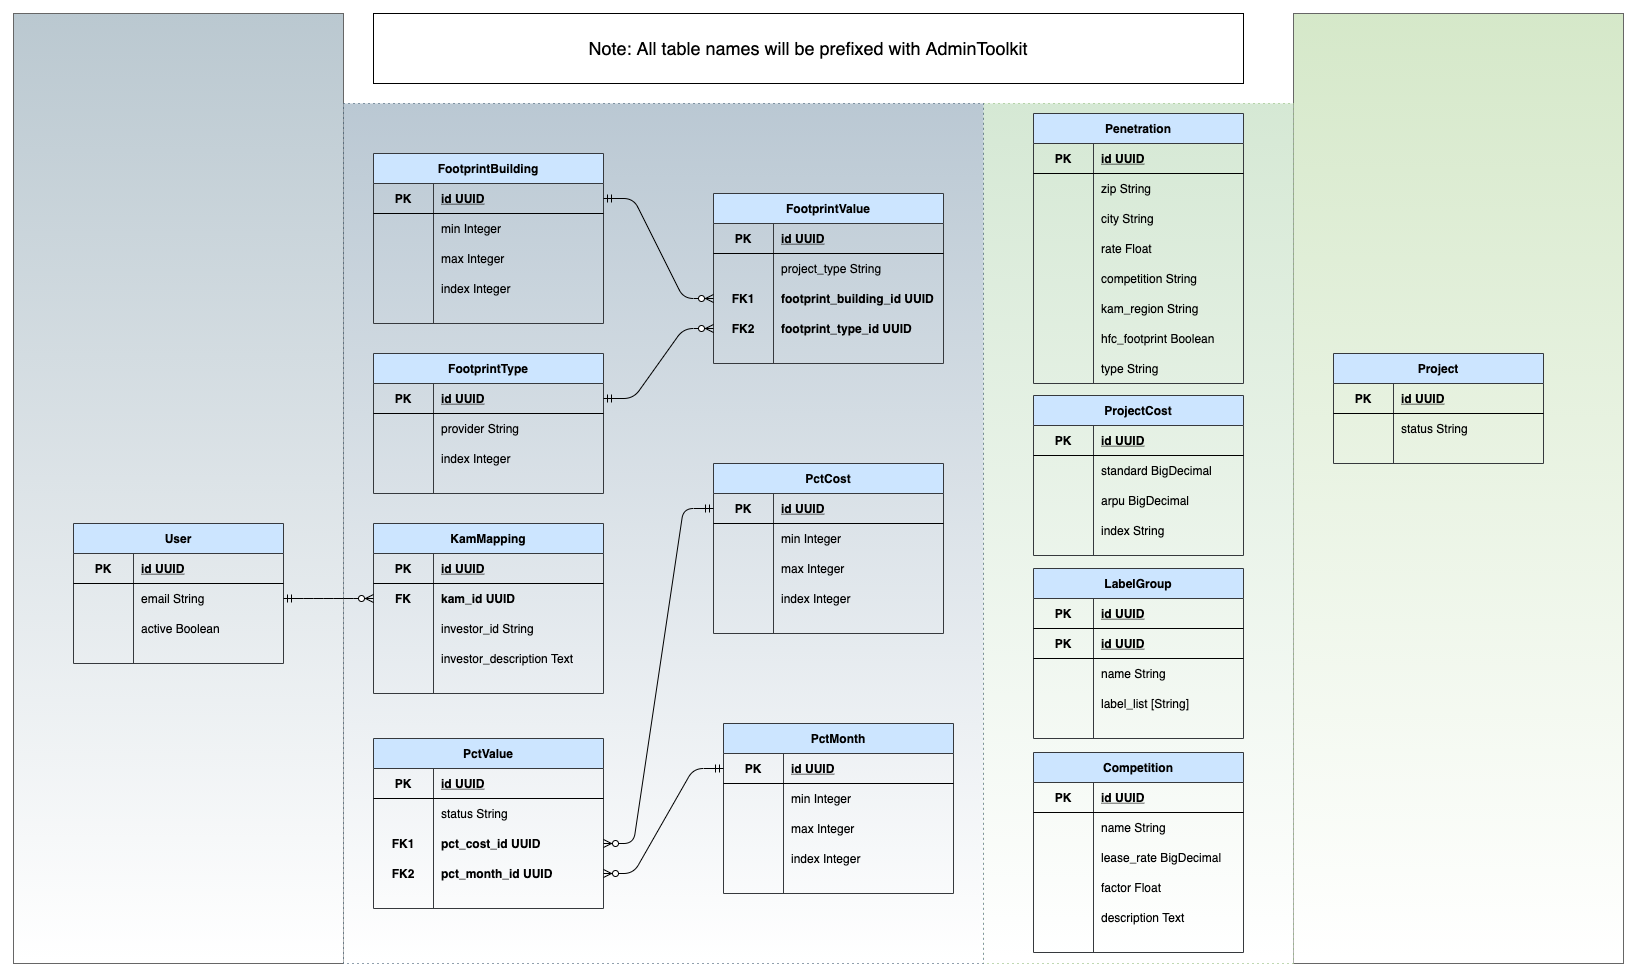 Note: All table names will be prefixed with AdminToolkit
User
PK id UUID
email String
active Boolean
FootprintBuilding
PK id UUID
min Integer
max Integer
index Integer
FootprintType
PK id UUID
provider String
index Integer
KamMapping
PK id UUID
FK kam_id UUID
investor_id String
investor_description Text
PctValue
PK id UUID
status String
FK1 pct_cost_id UUID
FK2 pct_month_id UUID
FootprintValue
PK id UUID
project_type String
FK1 footprint_building_id UUID
FK2 footprint_type_id UUID
PctCost
PK id UUID
min Integer
max Integer
index Integer
PctMonth
PK id UUID
min Integer
max Integer
index Integer
Penetration
PK id UUID
zip String
city String
rate Float
competition String
kam_region String
hfc_footprint Boolean
type String
ProjectCost
PK id UUID
standard BigDecimal
arpu BigDecimal
index String
LabelGroup
PK id UUID
PK id UUID
name String
label_list [String]
Competition
PK id UUID
name String
lease_rate BigDecimal
factor Float
description Text
Project
PK id UUID
status String